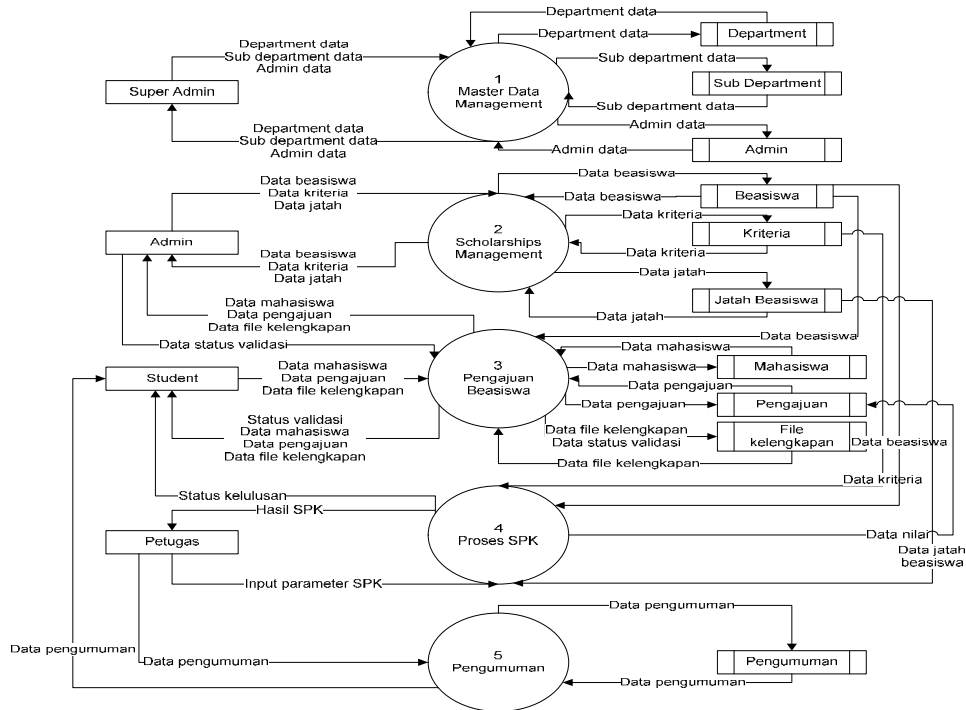 Department data
Department data
Department
Department data
Sub department data
Admin data
1
Master Data
Management
Sub department data
Super Admin
Sub Department
Sub department data
Department data
Sub department data
Admin data
Admin data
Admin data
Admin
Data beasiswa
Data beasiswa
Data kriteria
Data jatah
Data beasiswa
Beasiswa
2
Scholarships
Management
Data kriteria
Admin
Kriteria
Data kriteria
Data beasiswa
Data kriteria
Data jatah
Data jatah
Jatah Beasiswa
Data jatah
Data mahasiswa
Data pengajuan
Data file kelengkapan
Data beasiswa
Data status validasi
Data mahasiswa
3
Pengajuan
Beasiswa
Data mahasiswa
Mahasiswa
Student
Data mahasiswa
Data pengajuan
Data file kelengkapan
Data pengajuan
Data pengajuan
Pengajuan
Status validasi
Data mahasiswa
Data pengajuan
Data file kelengkapan
Data file kelengkapan
Data status validasi
File
kelengkapan
Data beasiswa
Data file kelengkapan
Data kriteria
Status kelulusan
Hasil SPK
4
Proses SPK
Data nilai
Petugas
Data jatah
beasiswa
Input parameter SPK
Data pengumuman
Data pengumuman
Data pengumuman
5
Pengumuman
Pengumuman
Data pengumuman